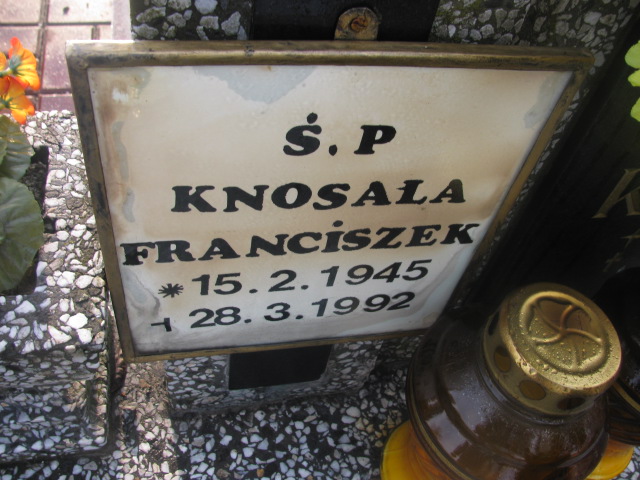 Ś.P
KNOSAŁA
FRANCISZEK
* 15.2.1945
+ 28.3.1992